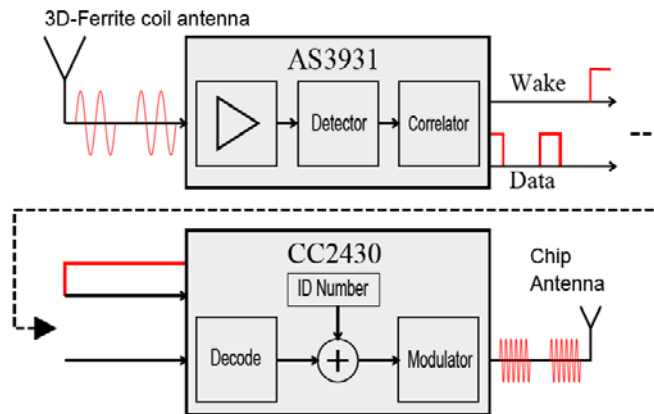 3D-Ferrite coil antenna
AS3931
Detector
Correlator
Wake
Data
CC2430
ID Number
Decode
Modulator
Chip
Antenna